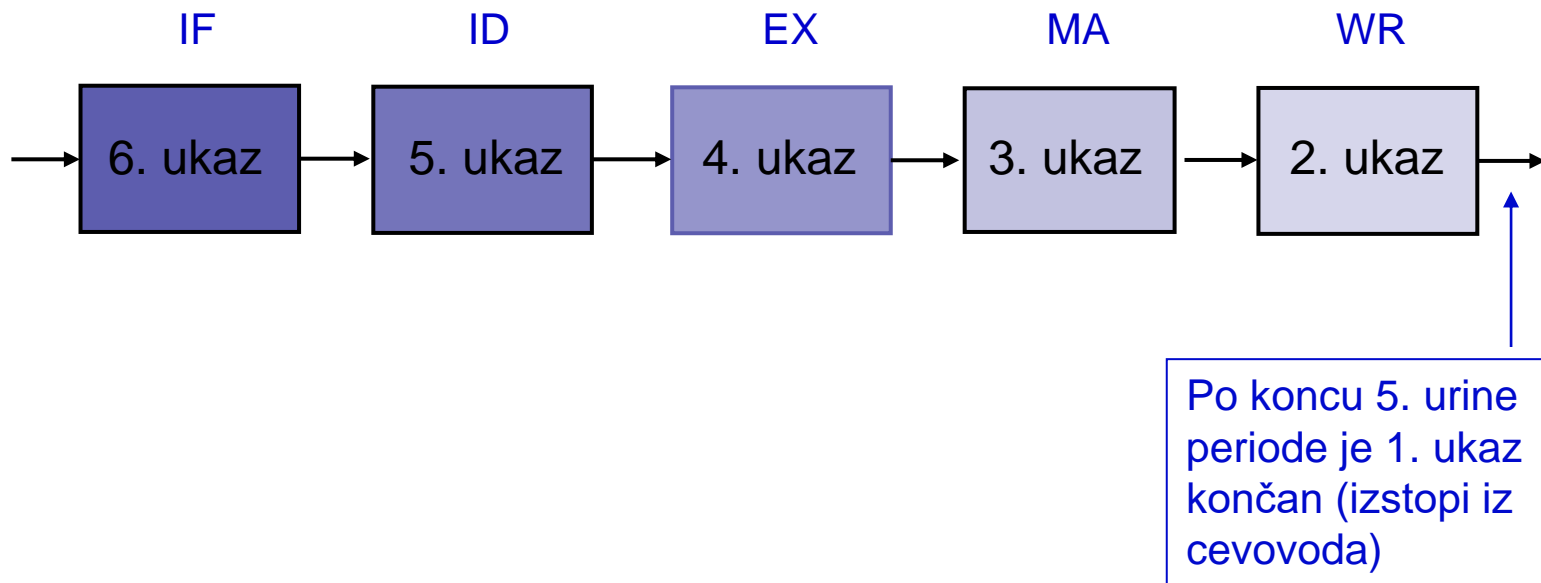 IF ID EX MA WR
6. ukaz 5. ukaz 4. ukaz 3. ukaz 2. ukaz
Po koncu 5. urine
periode je 1. ukaz
končan (izstopi iz
cevovoda)